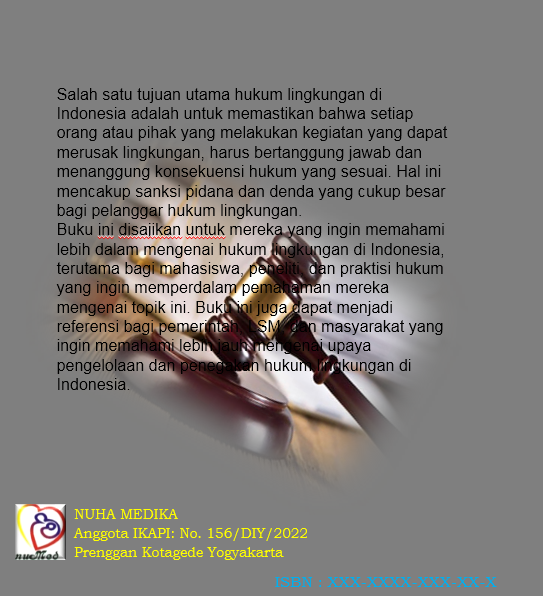 Salah satu tujuan utama hukum lingkungan di
Indonesia adalah untuk memastikan bahwa setiap
orang atau pihak yang melakukan kegiatan yang dapat
merusak lingkungan, harus bertanggung jawab dan
menanggung konsekuensi hukum yang sesuai. Hal ini
mencakup sanksi pidana dan denda yang cukup besar
bagi pelanggar hukum lingkungan.
Buku ini disajikan untuk mereka yang ingin memahami
lebih dalam mengenai hukum lingkungan di Indonesia,
terutama bagi mahasiswa, peneliti, dan praktisi hukum
yang ingin memperdalam pemahaman mereka
mengenai topik ini. Buku ini juga dapat menjadi
referensi bagi pemerintah, LSM, dan masyarakat yang
ingin memahami lebih jauh mengenai upaya
pengelolaan dan penegakan hukum lingkungan di
Indonesia.
NUHA MEDIKA
Anggota IKAPI: No. 156/DIY/2022
Prenggan Kotagede Yogyakarta
nuMed
ISBN : XXX-XXXX-XXX-XX-X